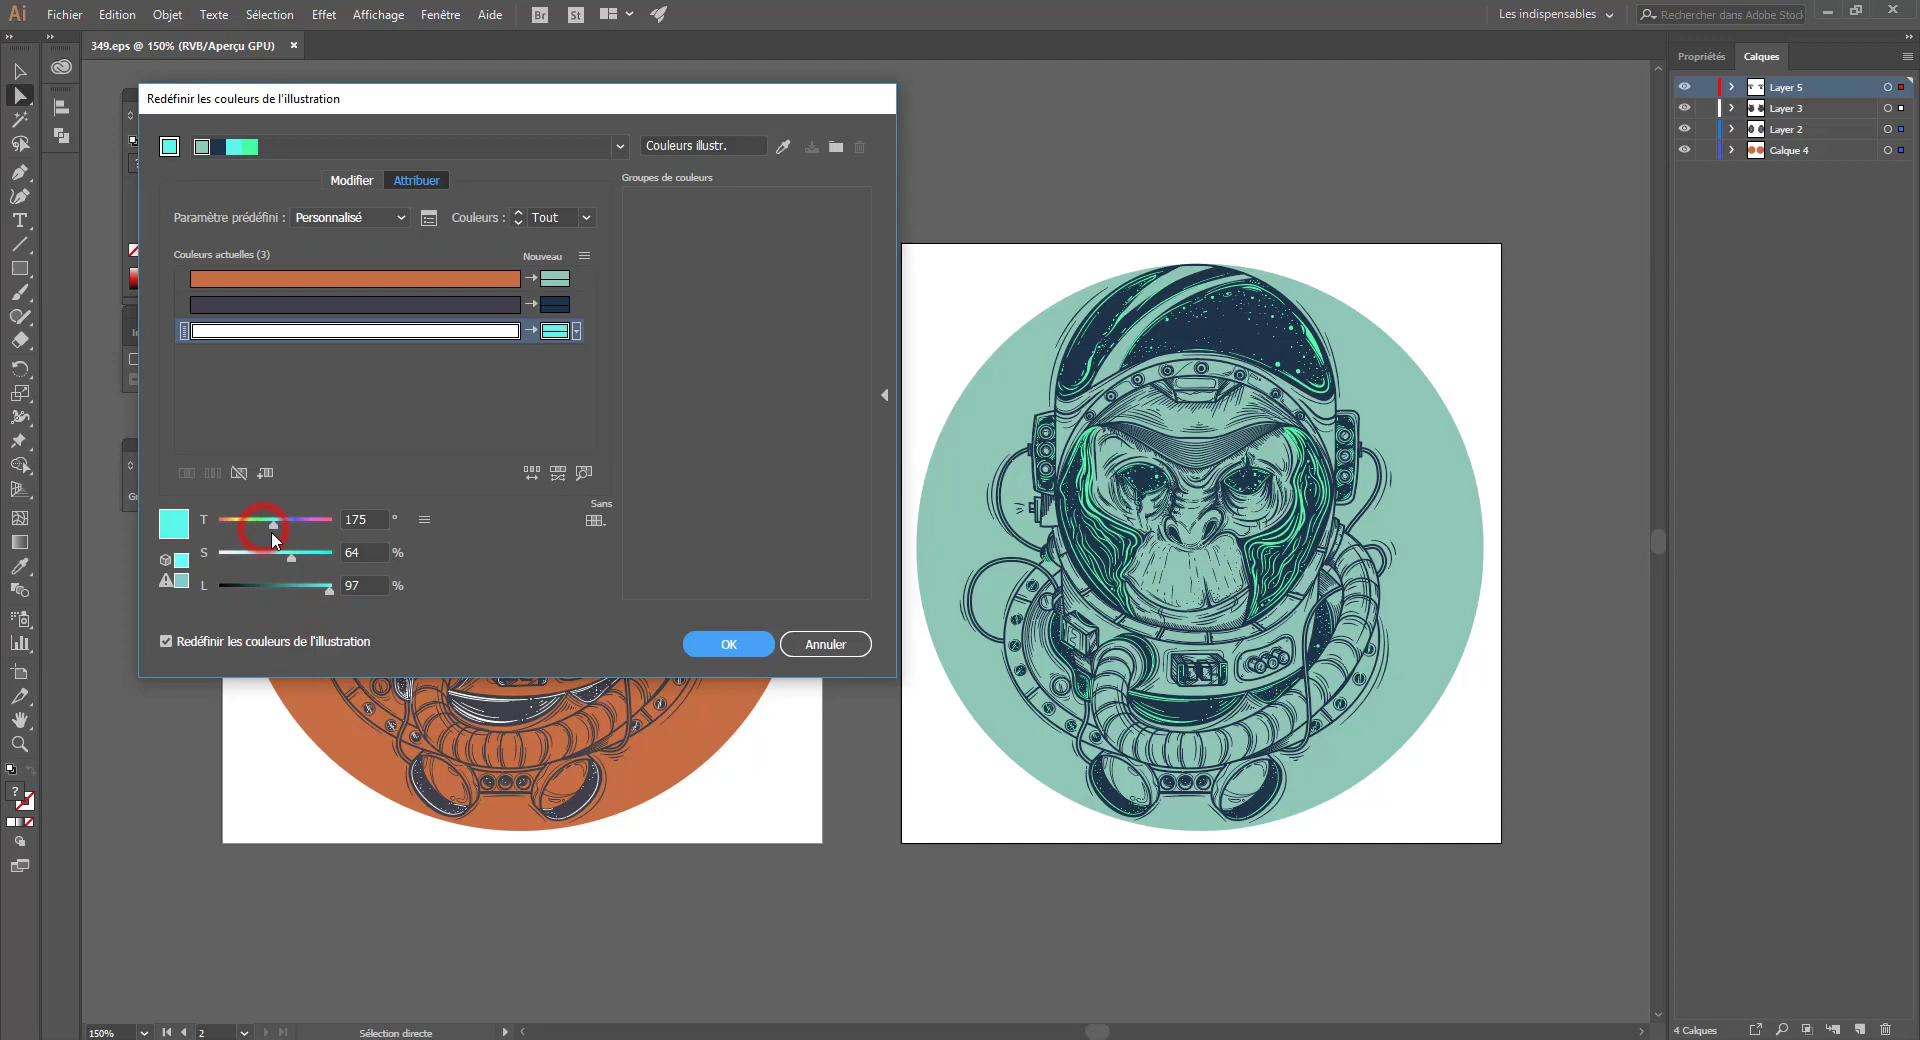 Ai Fichier Edition Objet Texte Sélection Effet Affichage Fenêtre Aide Br St Les indispensables Rechercher dans Adobe Stock
349.eps @ 150% (RVB/Aperçu GPU) ×
Propriétés Calques
Redéfinir les couleurs de l'illustration
Layer 5
Layer 3
Layer 2
Calque 4
Couleurs illustr.
Groupes de couleurs
Modifier Attribuer
Paramètre prédéfini : Personnalisé Couleurs : Tout
Couleurs actuelles (3) Nouveau
Sans
T 175 °
S 64 %
L 97 %
Redéfinir les couleurs de l'illustration
OK Annuler
150% 2 Sélection directe
4 Calques